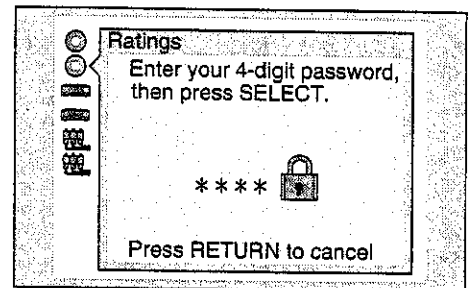 Ratings
Enter your 4-digit password,
then press SELECT.
****
Press RETURN to cancel